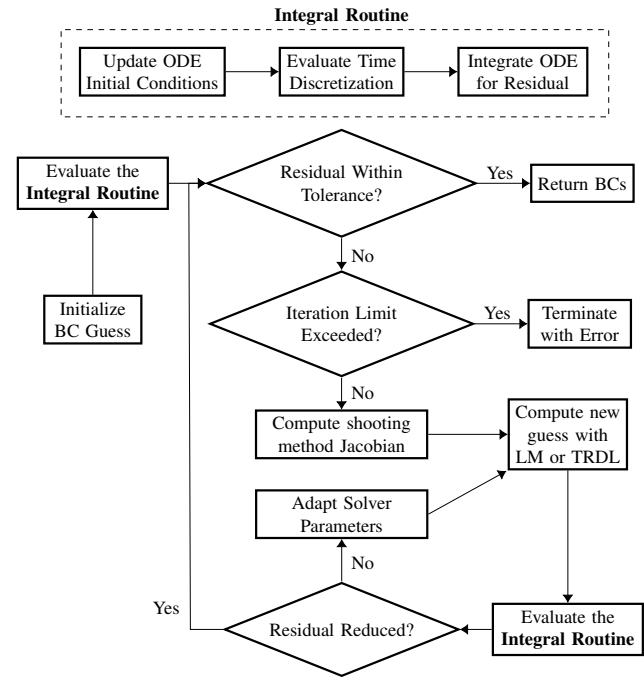 Integral Routine
Update ODE
Initial Conditions
Evaluate Time
Discretization
Integrate ODE
for Residual
Evaluate the
Integral Routine
Residual Within
Tolerance?
Yes
Return BCs
No
Initialize
BC Guess
Iteration Limit
Exceeded?
Yes
Terminate
with Error
No
Compute shooting
method Jacobian
Compute new
guess with
LM or TRDL
Adapt Solver
Parameters
No
Yes
Residual Reduced?
Evaluate the
Integral Routine